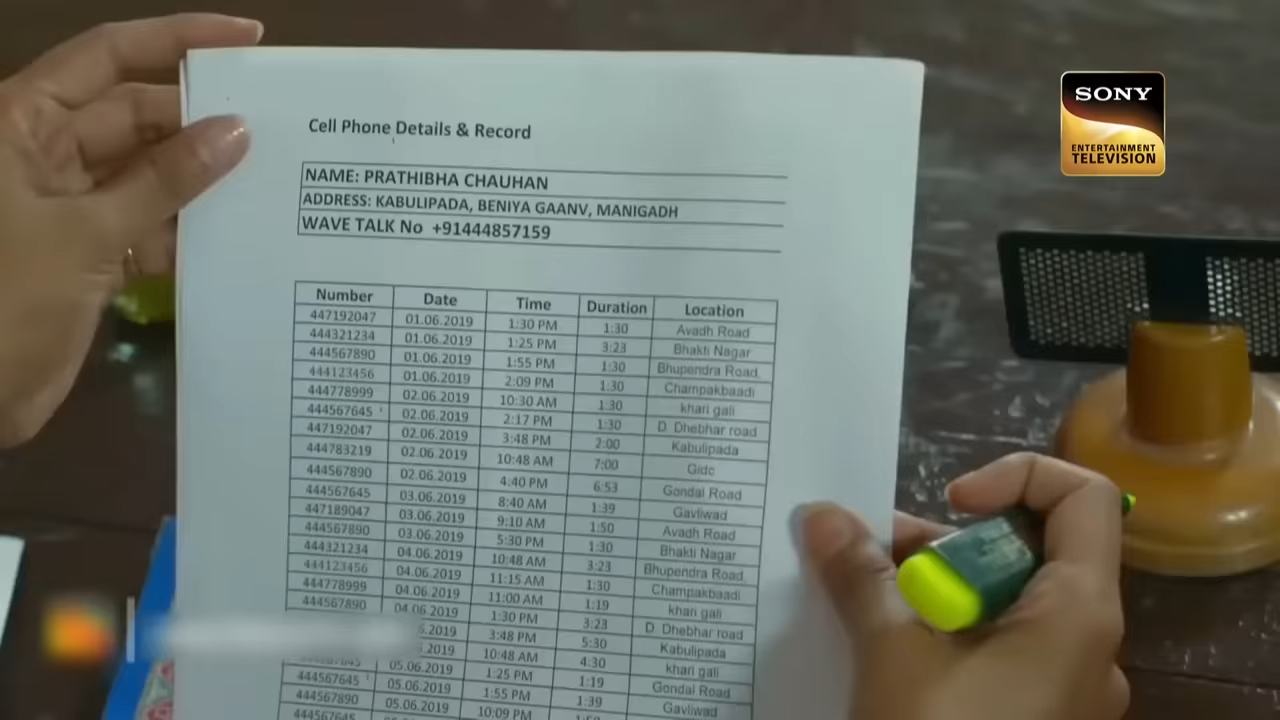 SONY
ENTERTAINMENT
TELEVISION
Cell Phone Details & Record
NAME: PRATHIBHA CHAUHAN
ADDRESS: KABULIPADA, BENIYA GAANV, MANIGADH
WAVE TALK No +91444857159
Number Date Time Duration Location
447192047 01.06.2019 1:30 PM 1:30 Avadh Road
444321234 01.06.2019 1:25 PM 3:23 Bhakti Nagar
444567890 01.06.2019 1:55 PM 1:30 Bhupendra Road,
444123456 01.06.2019 2:09 PM 1:30 Champakbaadi
444778999 02.06.2019 10:30 AM 1:30 khari gali
444567645 02.06.2019 2:17 PM 1:30 D Dhebhar road
447192047 02.06.2019 3:48 PM 2:00 Kabulipada
444783219 02.06.2019 10:48 AM 7:00 Gidc
444567890 02.06.2019 4:40 PM 6:53 Gondal Road
444567645 03.06.2019 8:40 AM 1:39 Gavliwad
447189047 03.06.2019 9:10 AM 1:50 Avadh Road
444567890 03.06.2019 5:30 PM 1:30 Bhakti Nagar
444321234 04.06.2019 10:48 AM 3:23 Bhupendra Road,
444123456 04.06.2019 11:15 AM 1:30 Champakbaadi
444778999 04.06.2019 11:00 AM 1:19 khari gali
444567890 04.06.2019 1:30 PM 3:23 D Dhebhar road
3:48 PM 5:30 Kabulipada
10:48 AM 4:30 khari gali
05.06.2019 1:25 PM 1:19 Gondal Road
444567645 05.06.2019 1:55 PM 1:39 Gavliwad
444567890 05.06.2019 10:09 PM
444567645